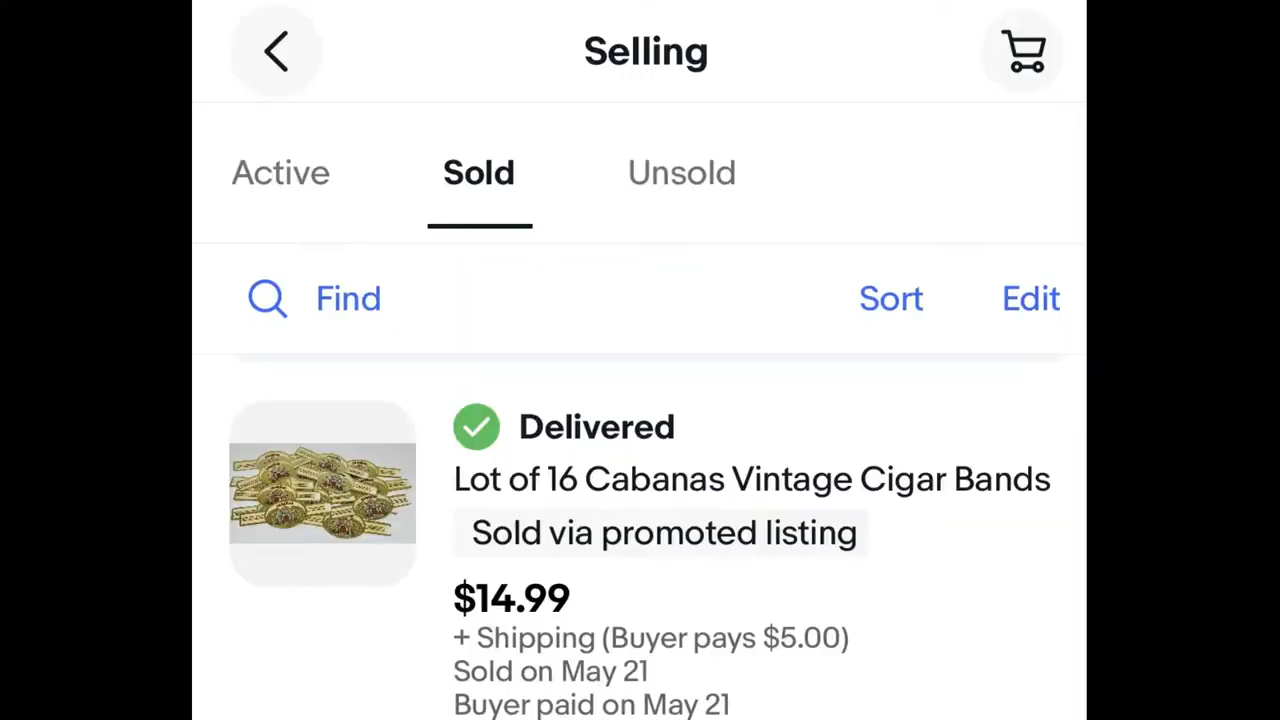 Selling
Active Sold Unsold
Find Sort Edit
Delivered
Lot of 16 Cabanas Vintage Cigar Bands
Sold via promoted listing
$14.99
+ Shipping (Buyer pays $5.00)
Sold on May 21
Buyer paid on May 21